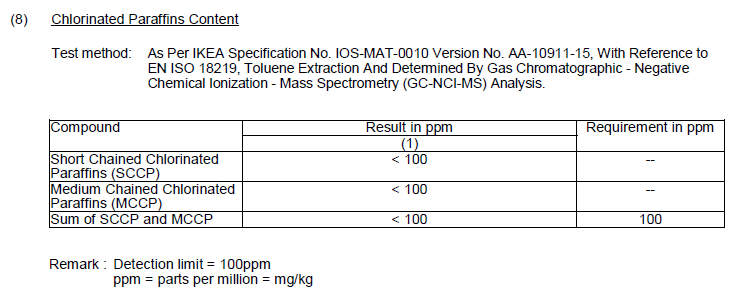 (8) Chlorinated Paraffins Content
Test method: As Per IKEA Specification No. IOS-MAT-0010 Version No. AA-10911-15, With Reference to
EN ISO 18219, Toluene Extraction And Determined By Gas Chromatographic - Negative
Chemical Ionization - Mass Spectrometry (GC-NCI-MS) Analysis.
Compound Result in ppm Requirement in ppm
(1)
Short Chained Chlorinated < 100 --
Paraffins (SCCP)
Medium Chained Chlorinated < 100 --
Paraffins (MCCP)
Sum of SCCP and MCCP < 100 100
Remark : Detection limit = 100ppm
ppm = parts per million = mg/kg